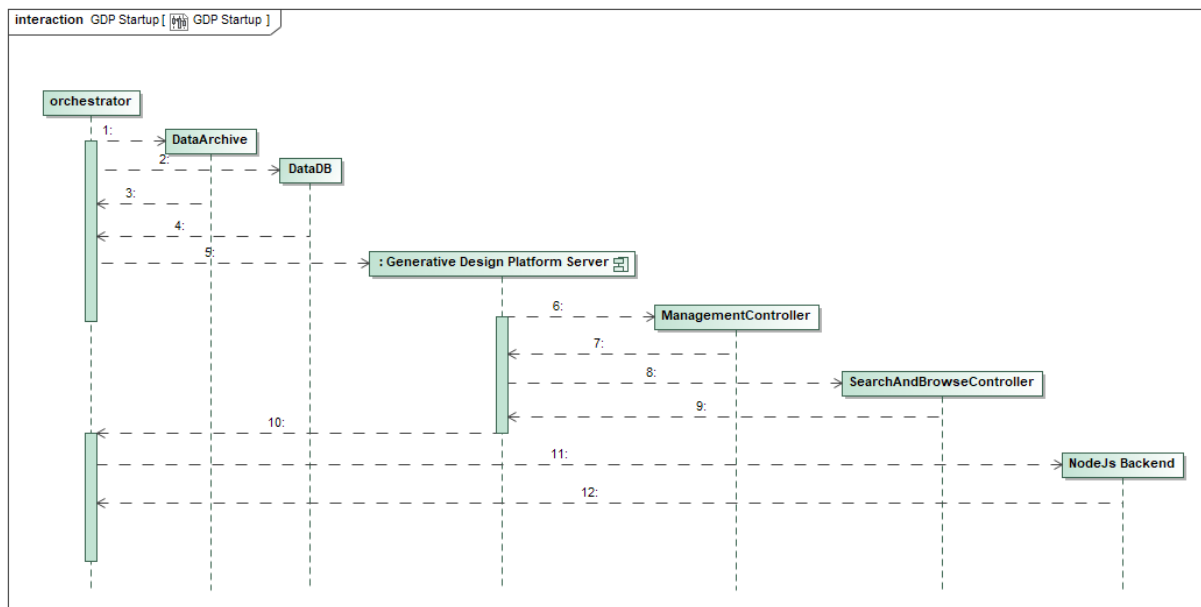 interaction GDP Startup [ GDP Startup ]
orchestrator
1:
DataArchive
2:
DataDB
3:
4:
5:
: Generative Design Platform Server
6:
ManagementController
7:
8:
SearchAndBrowseController
9:
10:
11:
NodeJs Backend
12: